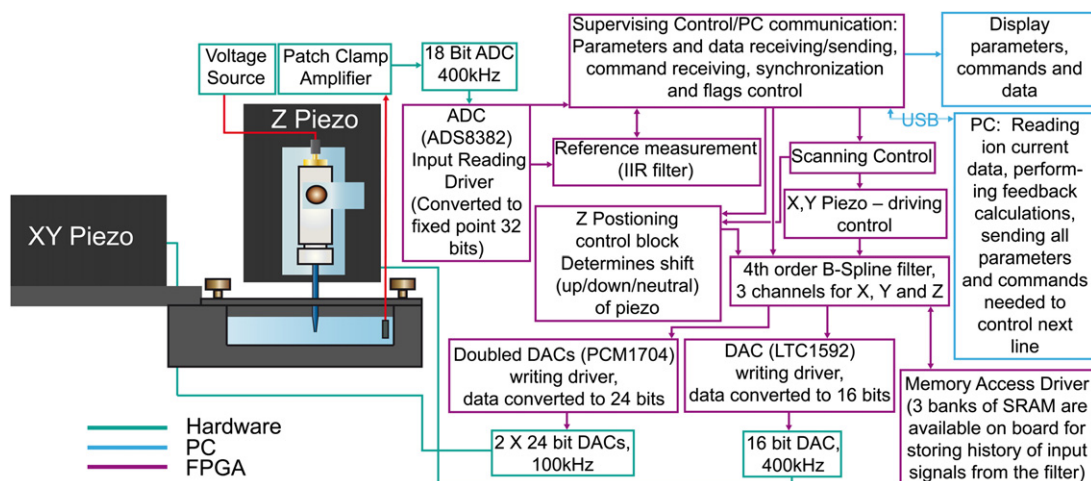 Voltage
Source
Patch Clamp
Amplifier
18 Bit ADC
400kHz
Supervising Control/PC communication:
Parameters and data receiving/sending,
command receiving, synchronization
and flags control
Display
parameters,
commands and
data
Z Piezo
XY Piezo
ADC
(ADS8382)
Input Reading
Driver
(Converted to
fixed point 32
bits)
Reference measurement
(IIR filter)
USB
PC: Reading
ion current
data, perform-
ing feedback
calculations,
sending all
parameters
and commands
needed to
control next
line
Scanning Control
X,Y Piezo – driving
control
Z Postioning
control block
Determines shift
(up/down/neutral)
of piezo
4th order B-Spline filter,
3 channels for X, Y and Z
Doubled DACs (PCM1704)
writing driver,
data converted to 24 bits
DAC (LTC1592)
writing driver,
data converted to 16 bits
Memory Access Driver
(3 banks of SRAM are
available on board for
storing history of input
signals from the filter)
2 X 24 bit DACs,
100kHz
16 bit DAC,
400kHz
Hardware
PC
FPGA